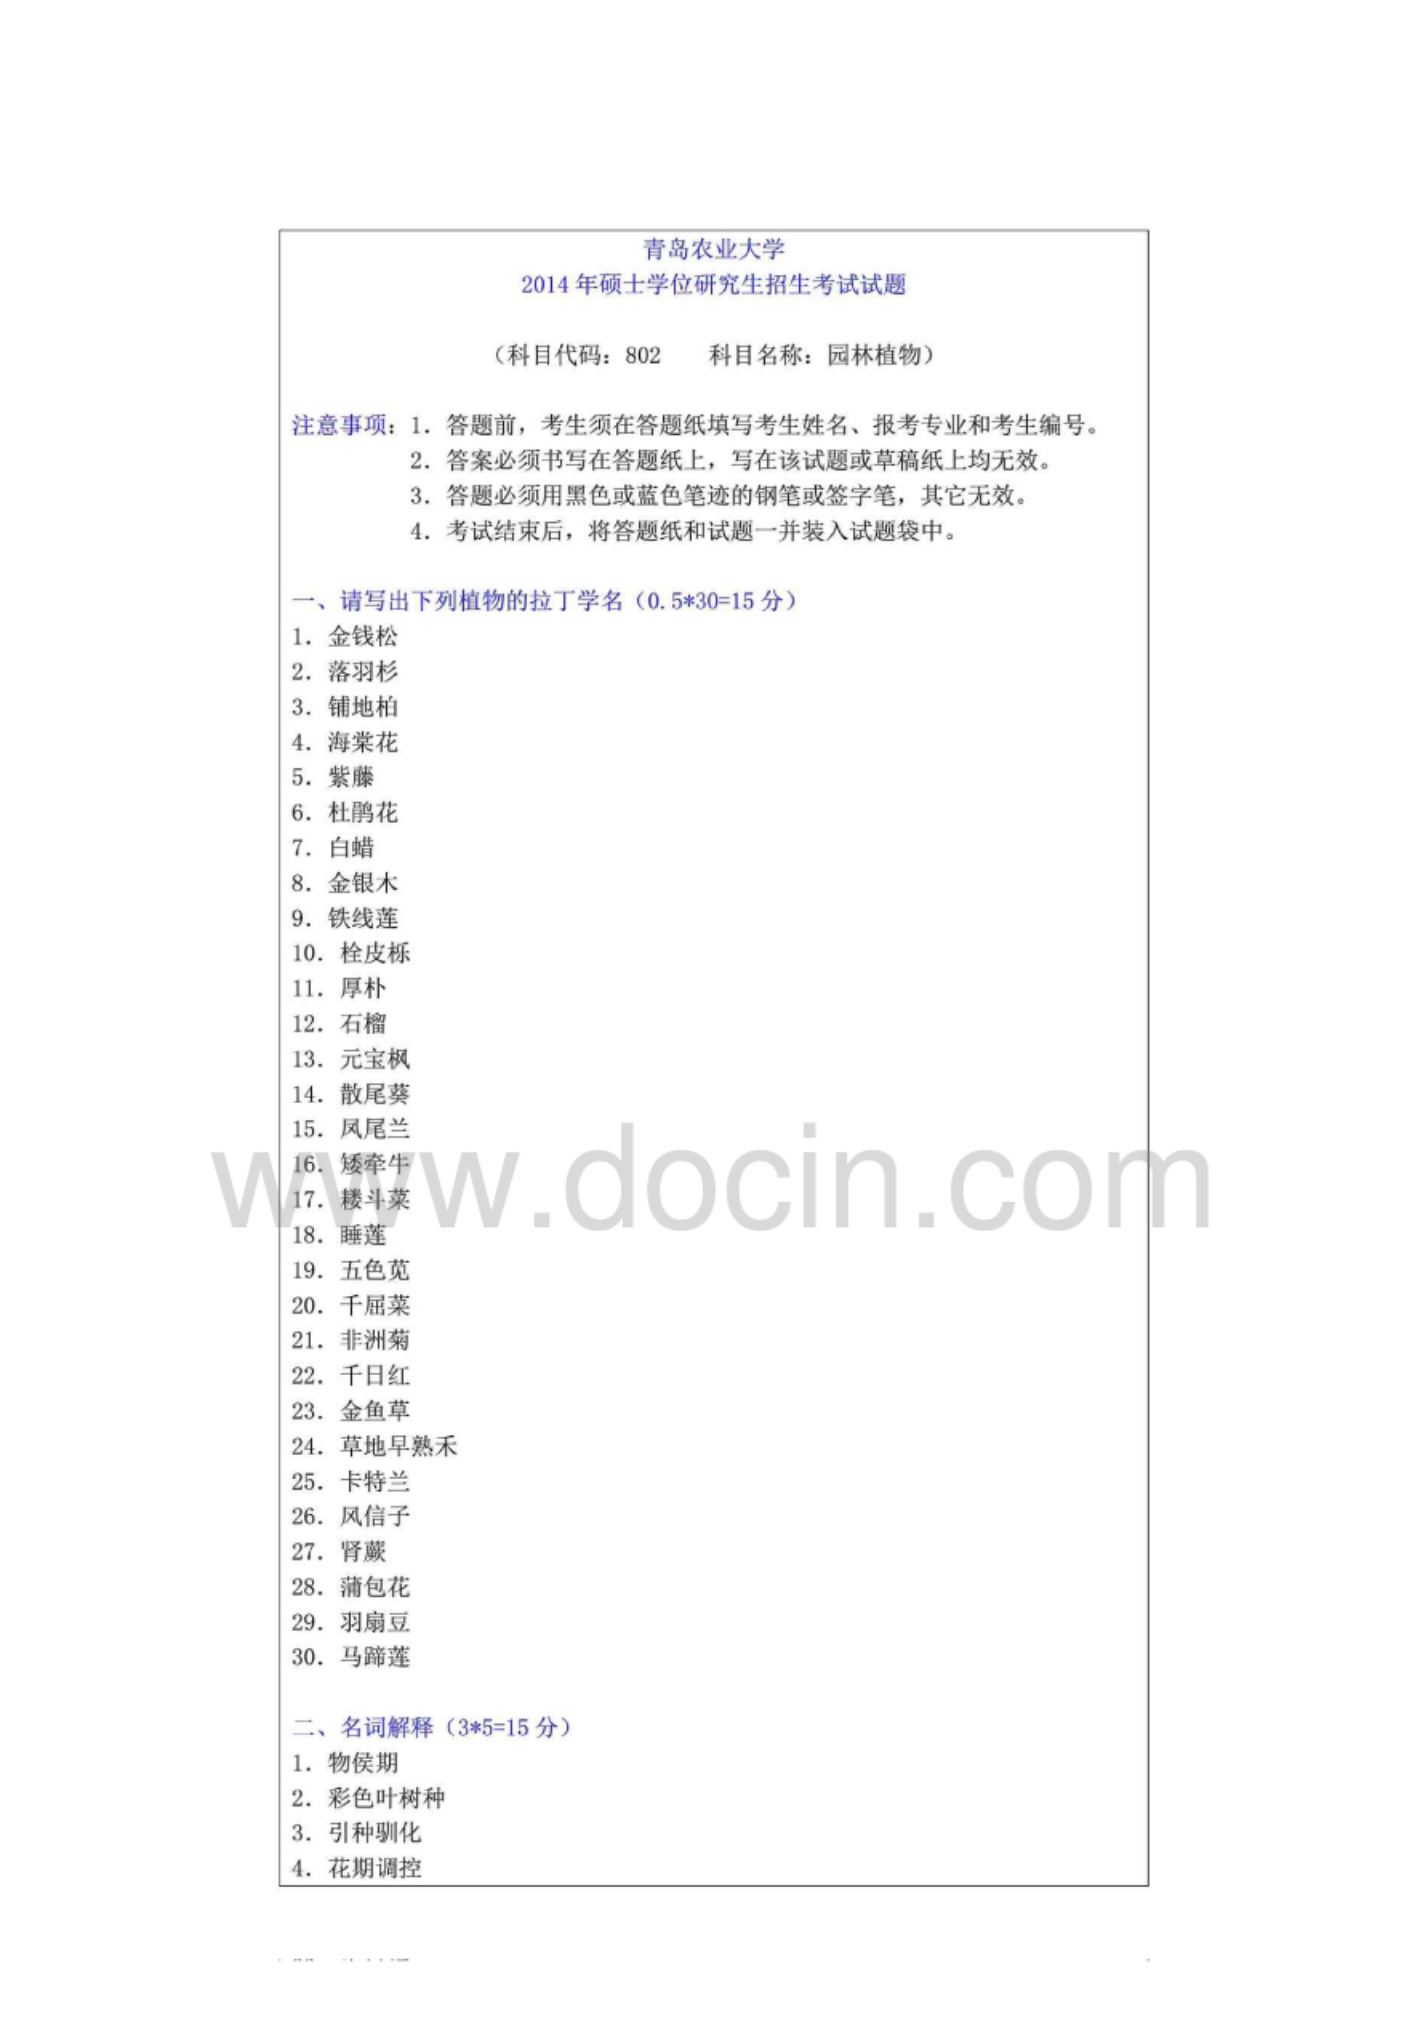 青岛农业大学
2014 年硕士学位研究生招生考试试题
（科目代码：802 科目名称：园林植物）
注意事项：1．答题前，考生须在答题纸填写考生姓名、报考专业和考生编号。
2．答案必须书写在答题纸上，写在该试题或草稿纸上均无效。
3．答题必须用黑色或蓝色笔迹的钢笔或签字笔，其它无效。
4．考试结束后，将答题纸和试题一并装入试题袋中。
一、请写出下列植物的拉丁学名（0.5*30=15 分）
1．金钱松
2．落羽杉
3．铺地柏
4．海棠花
5．紫藤
6．杜鹃花
7．白蜡
8．金银木
9．铁线莲
10．栓皮栎
11．厚朴
12．石榴
13．元宝枫
14．散尾葵
15．凤尾兰
16．矮牵牛
www.docin.com
17．耧斗菜
18．睡莲
19．五色苋
20．千屈菜
21．非洲菊
22．千日红
23．金鱼草
24．草地早熟禾
25．卡特兰
26．风信子
27．肾蕨
28．蒲包花
29．羽扇豆
30．马蹄莲
二、名词解释（3*5=15 分）
1．物侯期
2．彩色叶树种
3．引种驯化
4．花期调控